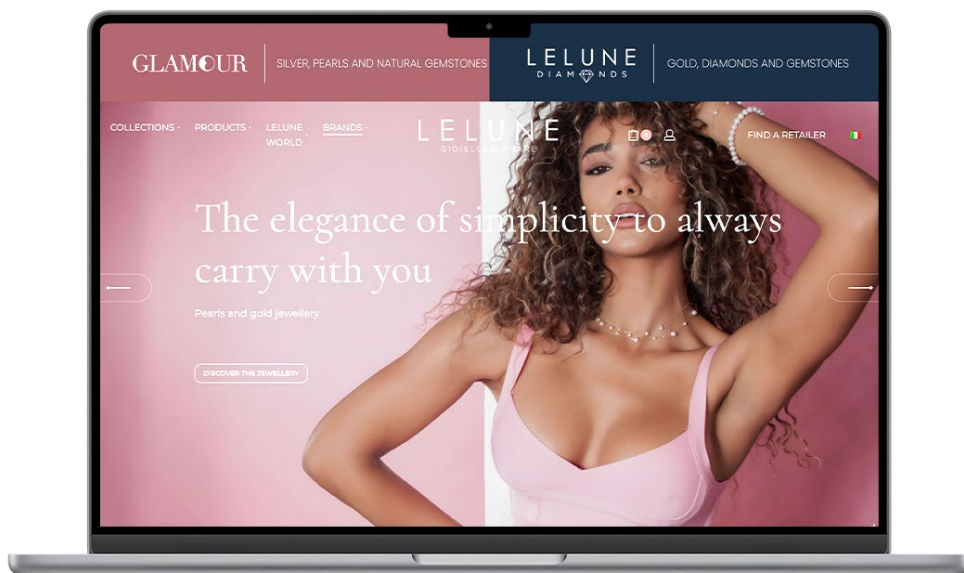 GLAMOUR
SILVER, PEARLS AND NATURAL GEMSTONES
LELUNE
DIAMONDS
GOLD, DIAMONDS AND GEMSTONES
COLLECTIONS
PRODUCTS
LELUNE
WORLD
BRANDS
LELUNE
FIND A RETAILER
The elegance of simplicity to always
carry with you
Pearls and gold jewellery
DISCOVER THE JEWELLERY